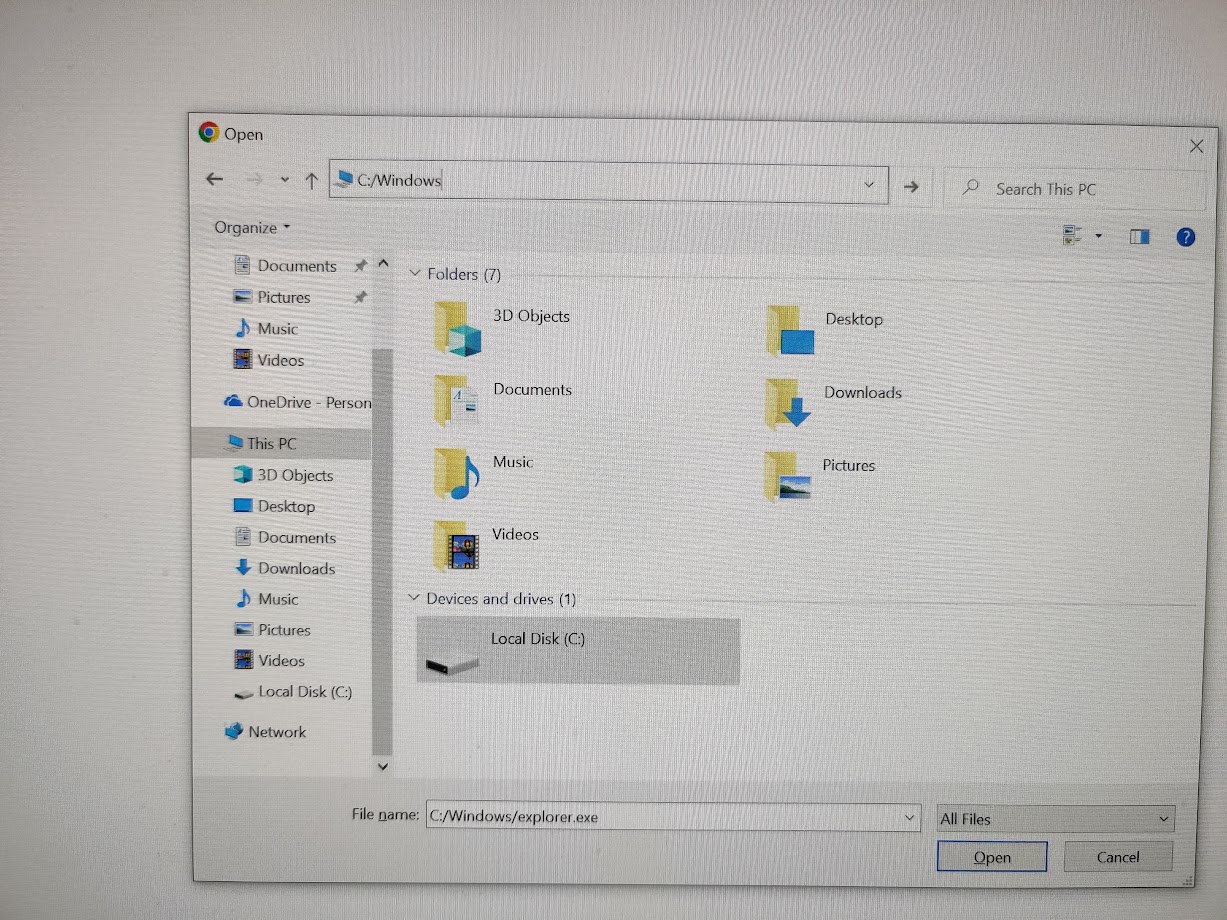 Open
C:/Windows
Search This PC
Organize
Documents
Pictures
Music
Videos
OneDrive - Person
This PC
3D Objects
Desktop
Documents
Downloads
Music
Pictures
Videos
Local Disk (C:)
Network
Folders (7)
3D Objects
Desktop
Documents
Downloads
Music
Pictures
Videos
Devices and drives (1)
Local Disk (C:)
File name: C:/Windows/explorer.exe
All Files
Open
Cancel